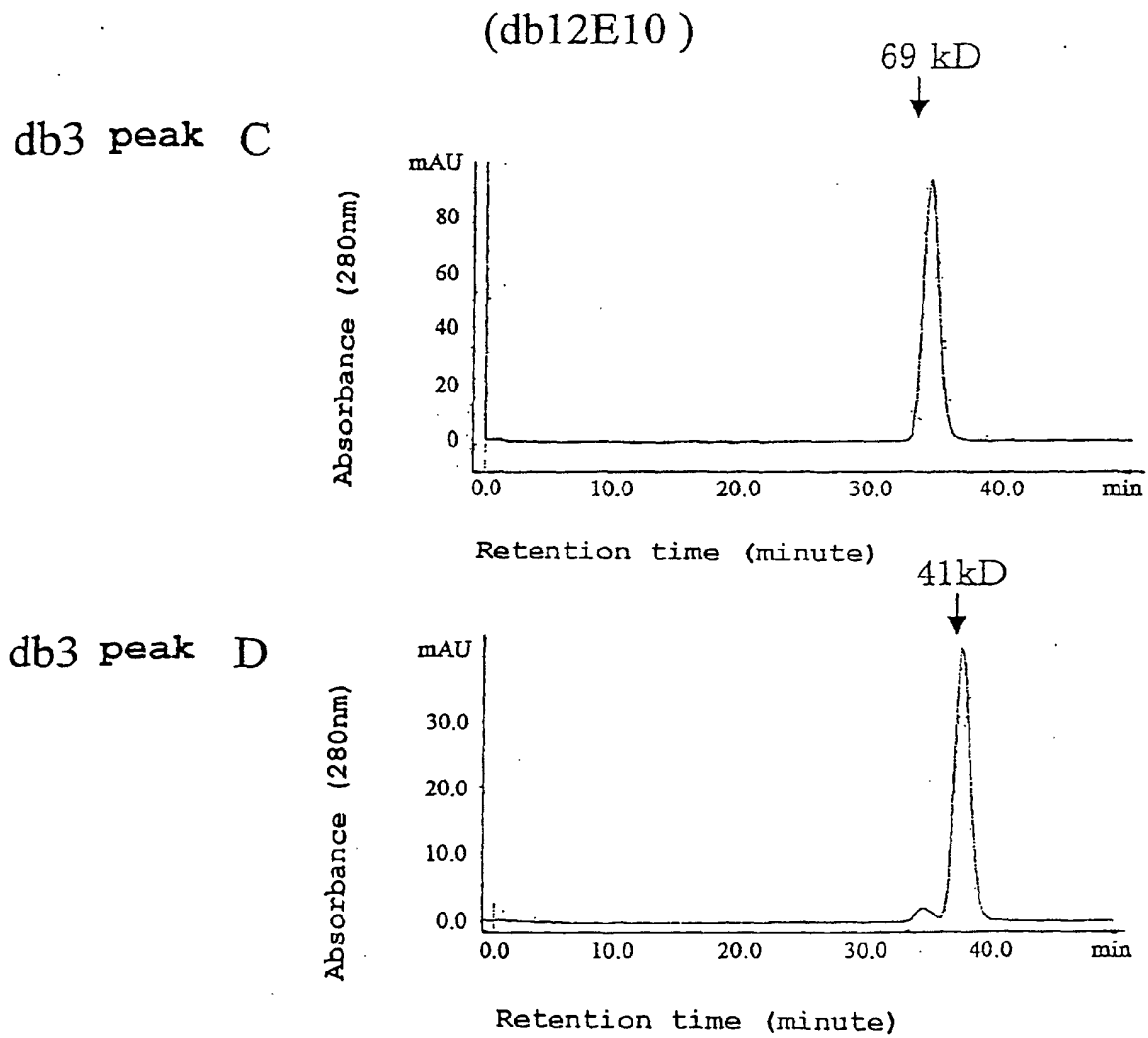 (db12E10 )
69 kD
db3 peak C
mAU
80
60
40
20
0
Absorbance (280nm)
0.0 10.0 20.0 30.0 40.0 min
Retention time (minute)
41kD
db3 peak D
mAU
30.0
20.0
10.0
0.0
Absorbance (280nm)
0.0 10.0 20.0 30.0 40.0 min
Retention time (minute)